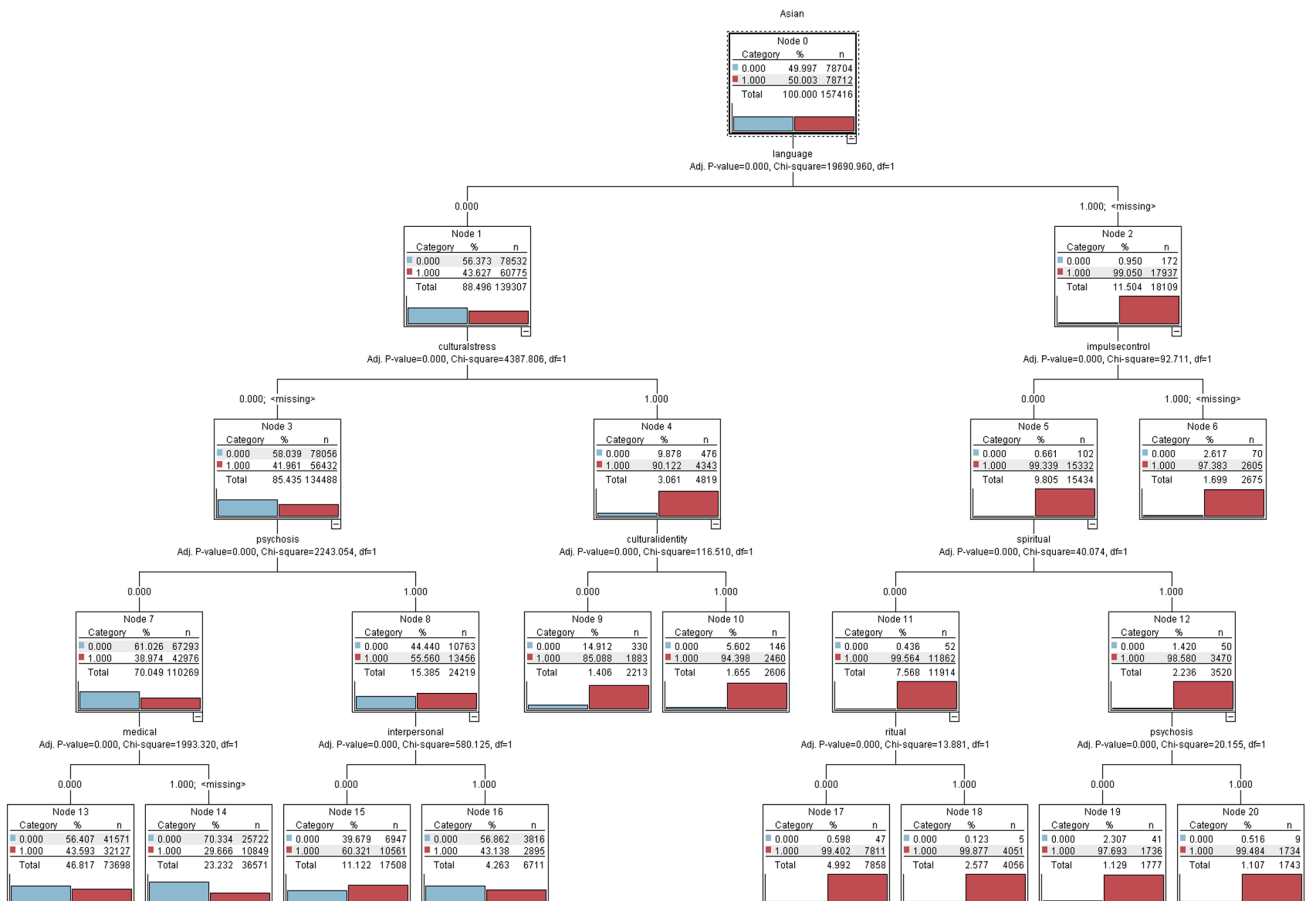 Asian
Node 0
Category % n
0.000 49.997 78704
1.000 50.003 78712
Total 100.000 157416
language
Adj. P-value=0.000, Chi-square=19690.960, df=1
0.000
1.000; <missing>
Node 1
Category % n
0.000 56.373 78532
1.000 43.627 60775
Total 88.496 139307
Node 2
Category % n
0.000 0.950 172
1.000 99.050 17937
Total 11.504 18109
culturalstress
Adj. P-value=0.000, Chi-square=4387.806, df=1
impulsecontrol
Adj. P-value=0.000, Chi-square=92.711, df=1
0.000; <missing>
1.000
0.000
1.000; <missing>
Node 3
Category % n
0.000 58.039 78056
1.000 41.961 56432
Total 85.435 134488
Node 4
Category % n
0.000 9.878 476
1.000 90.122 4343
Total 3.061 4819
Node 5
Category % n
0.000 0.661 102
1.000 99.339 15332
Total 9.805 15434
Node 6
Category % n
0.000 2.617 70
1.000 97.383 2605
Total 1.699 2675
psychosis
Adj. P-value=0.000, Chi-square=2243.054, df=1
culturalidentity
Adj. P-value=0.000, Chi-square=116.510, df=1
spiritual
Adj. P-value=0.000, Chi-square=40.074, df=1
0.000
1.000
0.000
1.000
0.000
1.000
Node 7
Category % n
0.000 61.026 67293
1.000 38.974 42976
Total 70.049 110269
Node 8
Category % n
0.000 44.440 10763
1.000 55.560 13456
Total 15.385 24219
Node 9
Category % n
0.000 14.912 330
1.000 85.088 1883
Total 1.406 2213
Node 10
Category % n
0.000 5.602 146
1.000 94.398 2460
Total 1.655 2606
Node 11
Category % n
0.000 0.436 52
1.000 99.564 11862
Total 7.568 11914
Node 12
Category % n
0.000 1.420 50
1.000 98.580 3470
Total 2.236 3520
medical
Adj. P-value=0.000, Chi-square=1993.320, df=1
interpersonal
Adj. P-value=0.000, Chi-square=580.125, df=1
ritual
Adj. P-value=0.000, Chi-square=13.881, df=1
psychosis
Adj. P-value=0.000, Chi-square=20.155, df=1
0.000
1.000; <missing>
0.000
1.000
0.000
1.000
0.000
1.000
Node 13
Category % n
0.000 56.407 41571
1.000 43.593 32127
Total 46.817 73698
Node 14
Category % n
0.000 70.334 25722
1.000 29.666 10849
Total 23.232 36571
Node 15
Category % n
0.000 39.679 6947
1.000 60.321 10561
Total 11.122 17508
Node 16
Category % n
0.000 56.862 3816
1.000 43.138 2895
Total 4.263 6711
Node 17
Category % n
0.000 0.598 47
1.000 99.402 7811
Total 4.992 7858
Node 18
Category % n
0.000 0.123 5
1.000 99.877 4051
Total 2.577 4056
Node 19
Category % n
0.000 2.307 41
1.000 97.693 1736
Total 1.129 1777
Node 20
Category % n
0.000 0.516 9
1.000 99.484 1734
Total 1.107 1743